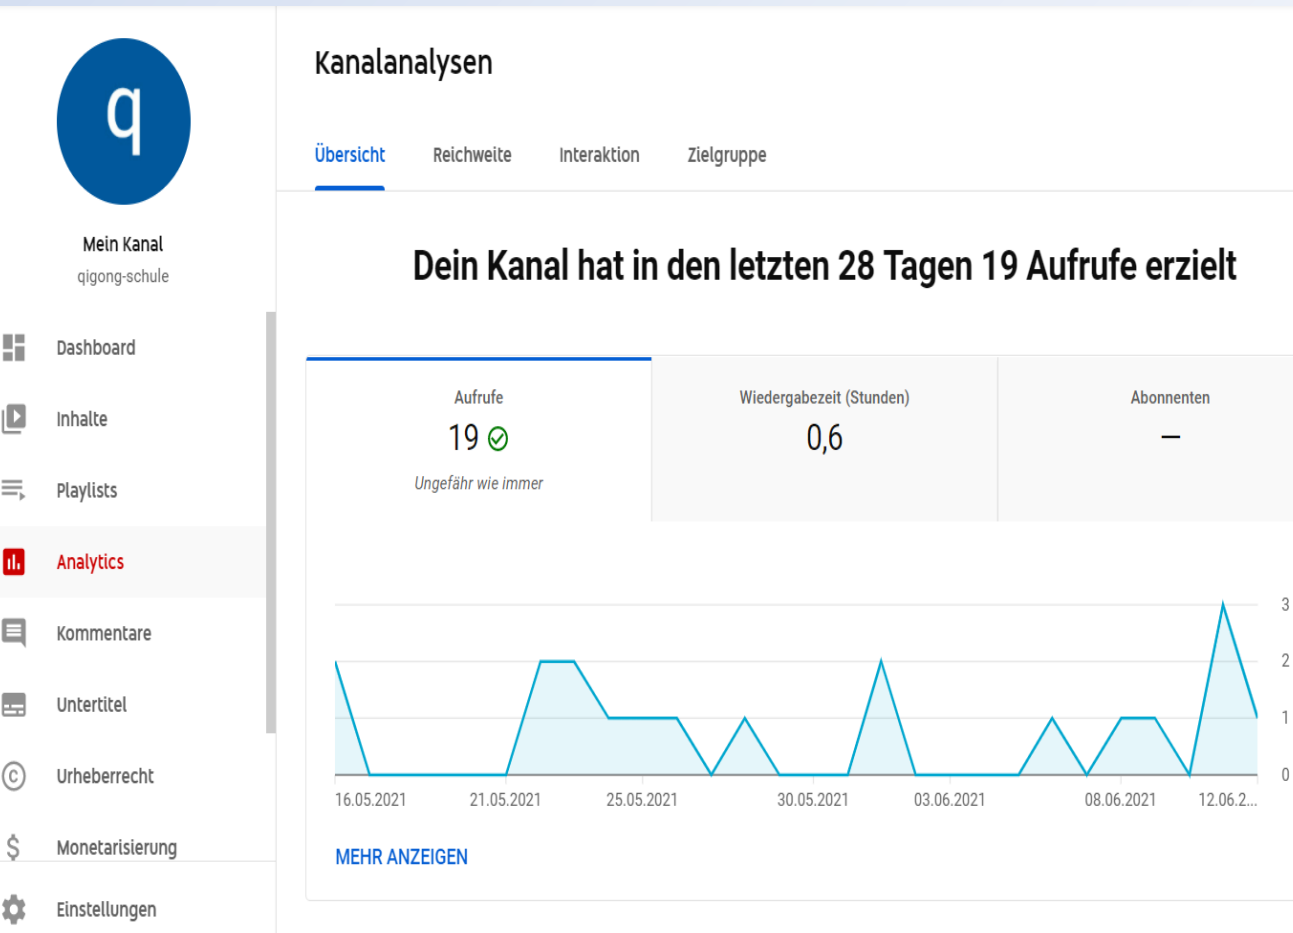 q
Mein Kanal
qigong-schule
Dashboard
Inhalte
Playlists
Analytics
Kommentare
Untertitel
Urheberrecht
Monetarisierung
Einstellungen
Kanalanalysen
Übersicht Reichweite Interaktion Zielgruppe
Dein Kanal hat in den letzten 28 Tagen 19 Aufrufe erzielt
Aufrufe
19
Ungefähr wie immer
Wiedergabezeit (Stunden)
0,6
Abonnenten
—
3
2
1
0
16.05.2021 21.05.2021 25.05.2021 30.05.2021 03.06.2021 08.06.2021 12.06.2...
MEHR ANZEIGEN